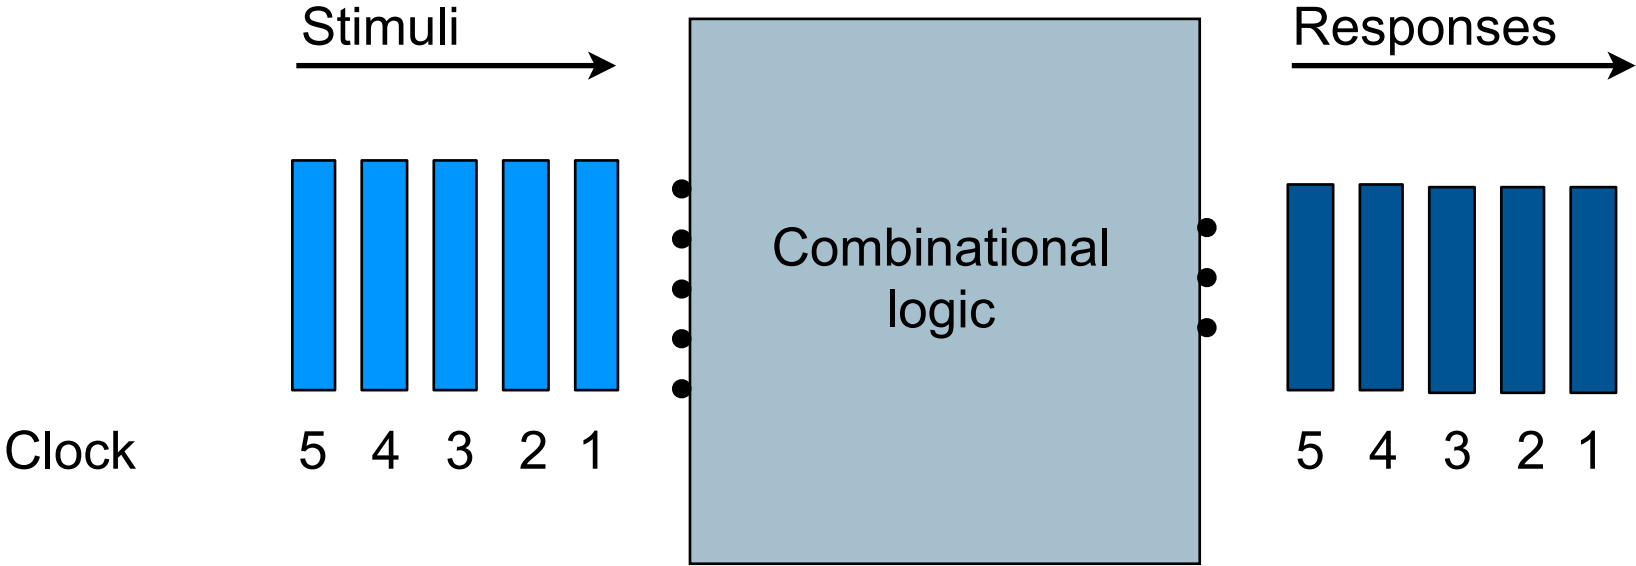 Stimuli
Responses
Combinational
logic
Clock 5 4 3 2 1 5 4 3 2 1